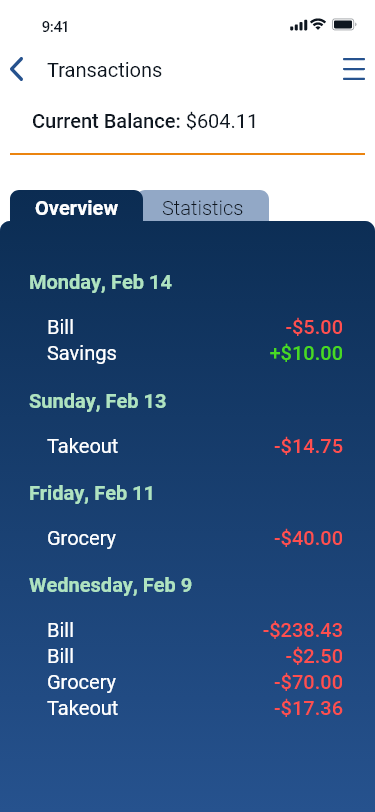 9:41
Transactions
Current Balance: $604.11
Overview Statistics
Monday, Feb 14
Bill -$5.00
Savings +$10.00
Sunday, Feb 13
Takeout -$14.75
Friday, Feb 11
Grocery -$40.00
Wednesday, Feb 9
Bill -$238.43
Bill -$2.50
Grocery -$70.00
Takeout -$17.36